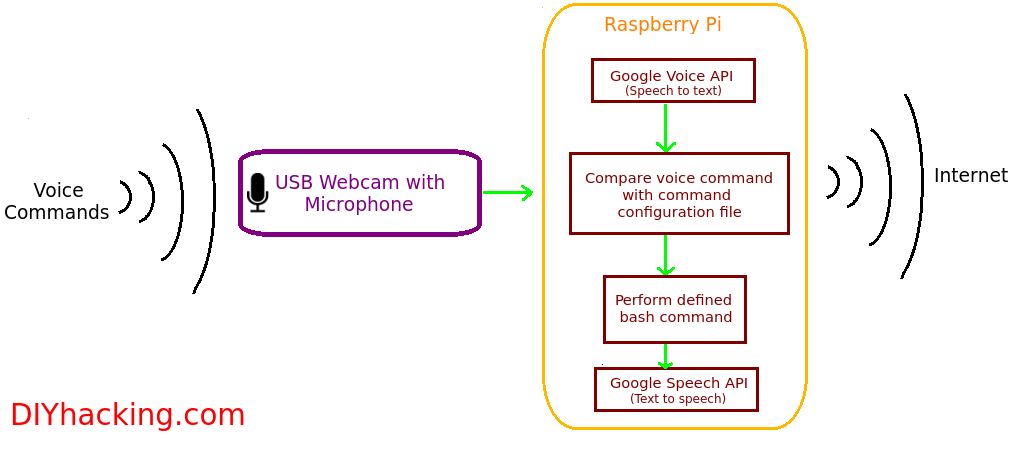 Voice
Commands
USB Webcam with
Microphone
Raspberry Pi
Google Voice API
(Speech to text)
Compare voice command
with command
configuration file
Perform defined
bash command
Google Speech API
(Text to speech)
Internet
DIYhacking.com